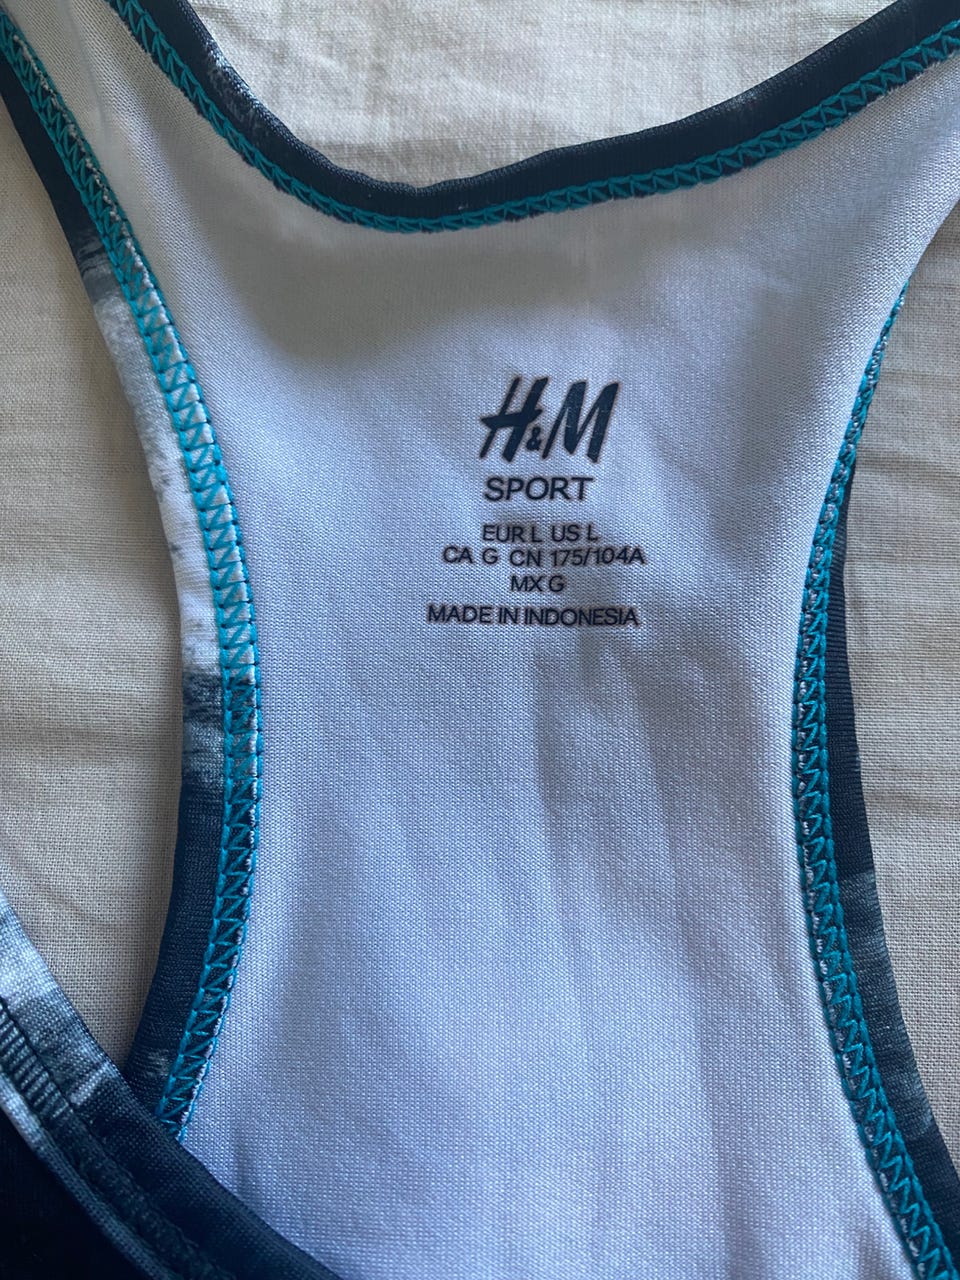 H&M
SPORT
EUR L US L
CA G CN 175/104A
MX G
MADE IN INDONESIA